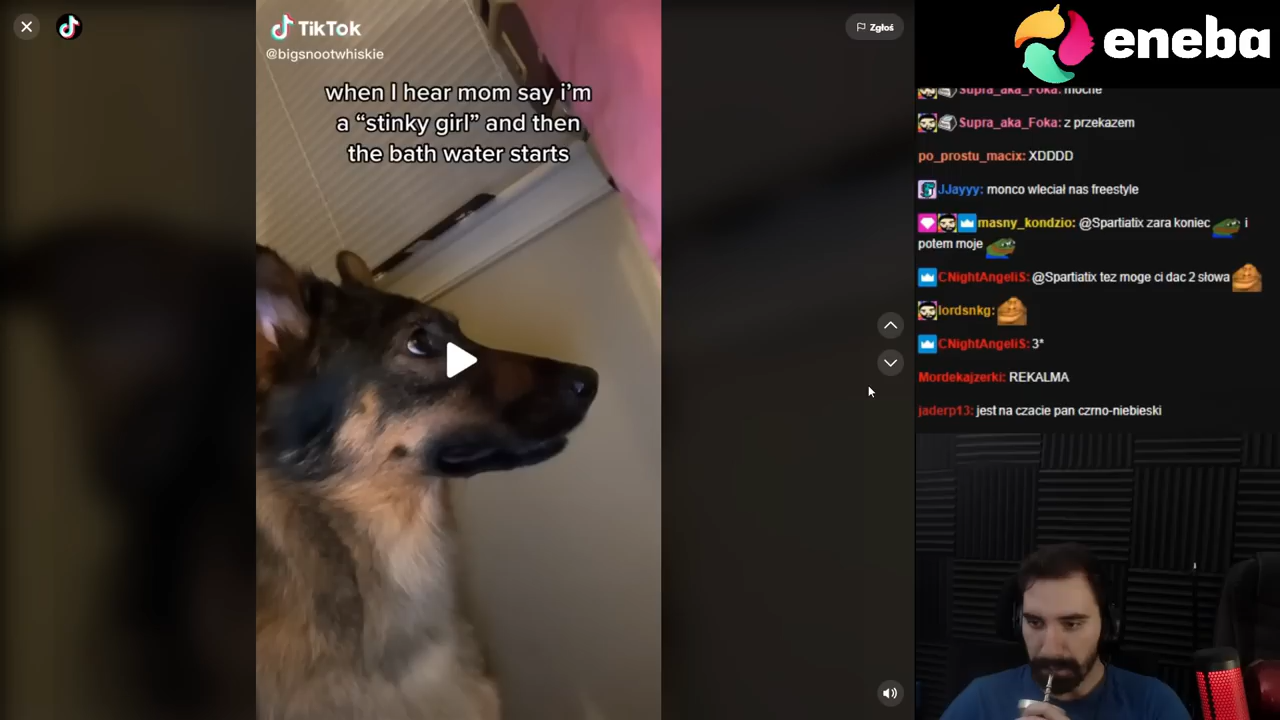 TikTok
@bigsnootwhiskie
when I hear mom say i'm
a "stinky girl" and then
the bath water starts
Zgłoś
eneba
Supra_aka_Foka: mocne
Supra_aka_Foka: z przekazem
po_prostu_macix: XDDDD
JJayyy: monco wleciał nas freestyle
masny_kondzio: @Spartiatix zara koniec i
potem moje
CNightAngeliS: @Spartiatix tez moge ci dac 2 słowa
lordsnkg:
CNightAngeliS: 3*
Mordekajzerki: REKALMA
jaderp13: jest na czacie pan czrno-niebieski